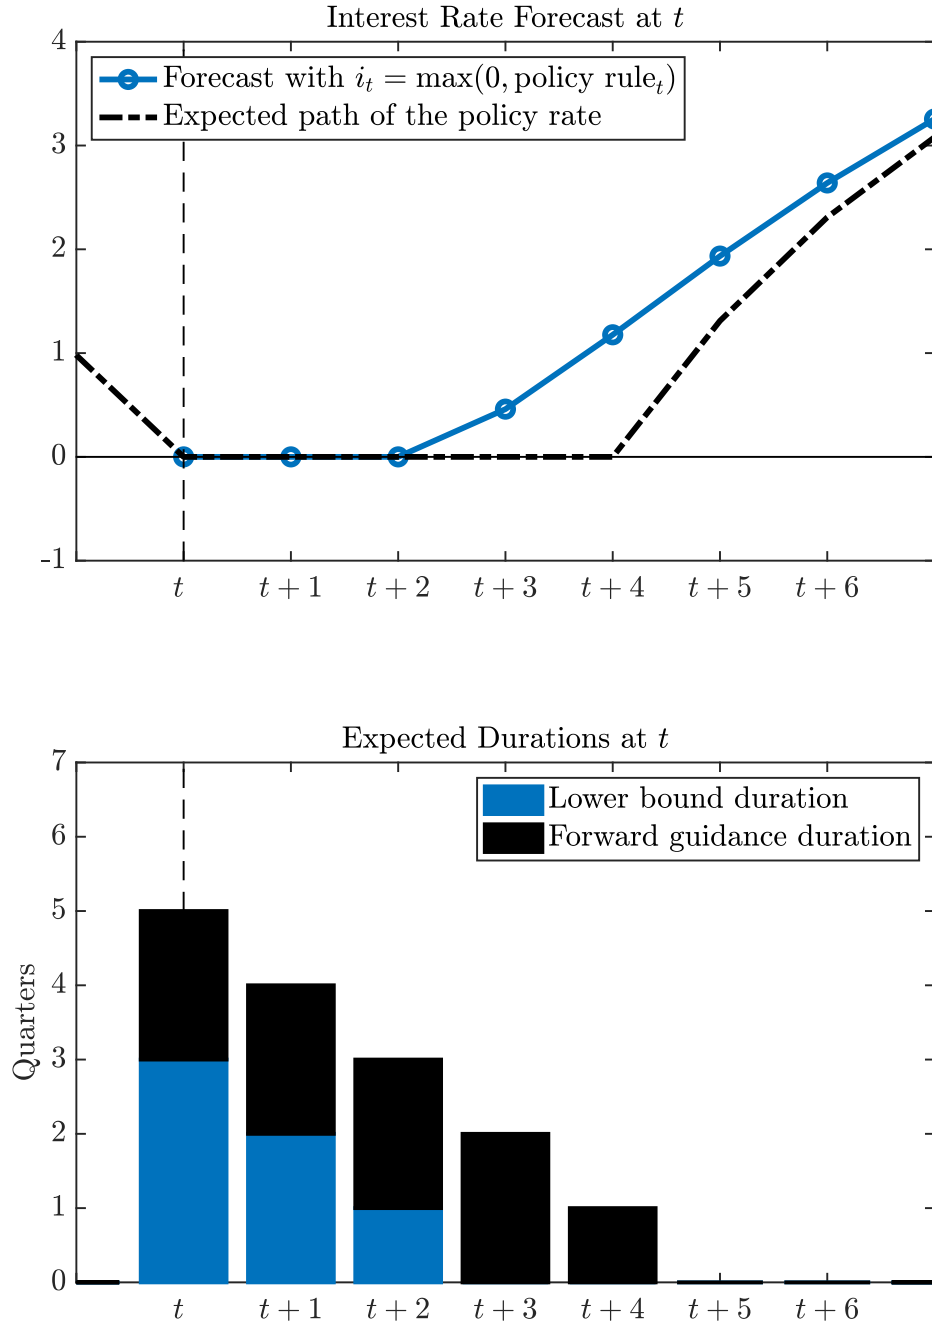 Interest Rate Forecast at t
4
3
2
1
0
-1
Forecast with iₜ = max(0, policy ruleₜ)
Expected path of the policy rate
t t + 1 t + 2 t + 3 t + 4 t + 5 t + 6
Expected Durations at t
7
6
5
4
3
2
1
0
Quarters
Lower bound duration
Forward guidance duration
t t + 1 t + 2 t + 3 t + 4 t + 5 t + 6